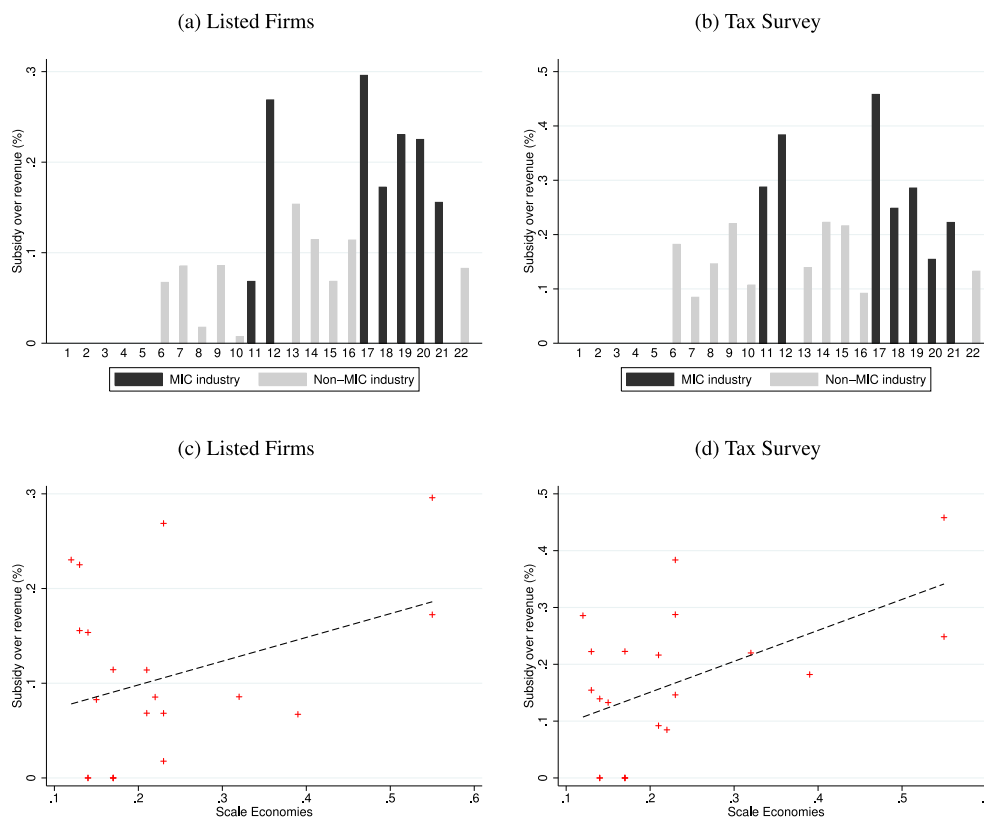 (a) Listed Firms
(b) Tax Survey
Subsidy over revenue (%)
0 .1 .2 .3
1 2 3 4 5 6 7 8 9 10 11 12 13 14 15 16 17 18 19 20 21 22
MIC industry Non−MIC industry
Subsidy over revenue (%)
0 .1 .2 .3 .4 .5
1 2 3 4 5 6 7 8 9 10 11 12 13 14 15 16 17 18 19 20 21 22
MIC industry Non−MIC industry
(c) Listed Firms
(d) Tax Survey
Subsidy over revenue (%)
0 .1 .2 .3
.1 .2 .3 .4 .5 .6
Scale Economies
Subsidy over revenue (%)
0 .1 .2 .3 .4 .5
.1 .2 .3 .4 .5
Scale Economies